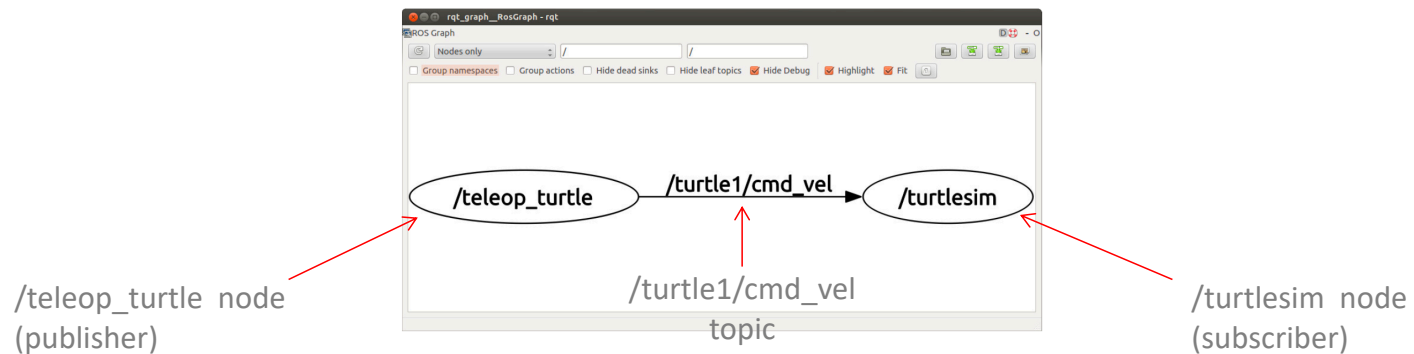 rqt_graph__RosGraph - rqt
ROS Graph
D - O
Nodes only / /
Group namespaces Group actions Hide dead sinks Hide leaf topics Hide Debug Highlight Fit
/teleop_turtle /turtle1/cmd_vel /turtlesim
/teleop_turtle node
(publisher)
/turtle1/cmd_vel
topic
/turtlesim node
(subscriber)